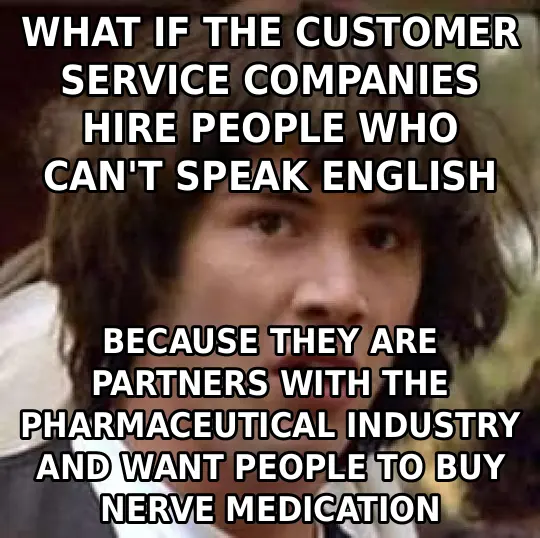 WHAT IF THE CUSTOMER
SERVICE COMPANIES
HIRE PEOPLE WHO
CAN'T SPEAK ENGLISH
BECAUSE THEY ARE
PARTNERS WITH THE
PHARMACEUTICAL INDUSTRY
AND WANT PEOPLE TO BUY
NERVE MEDICATION